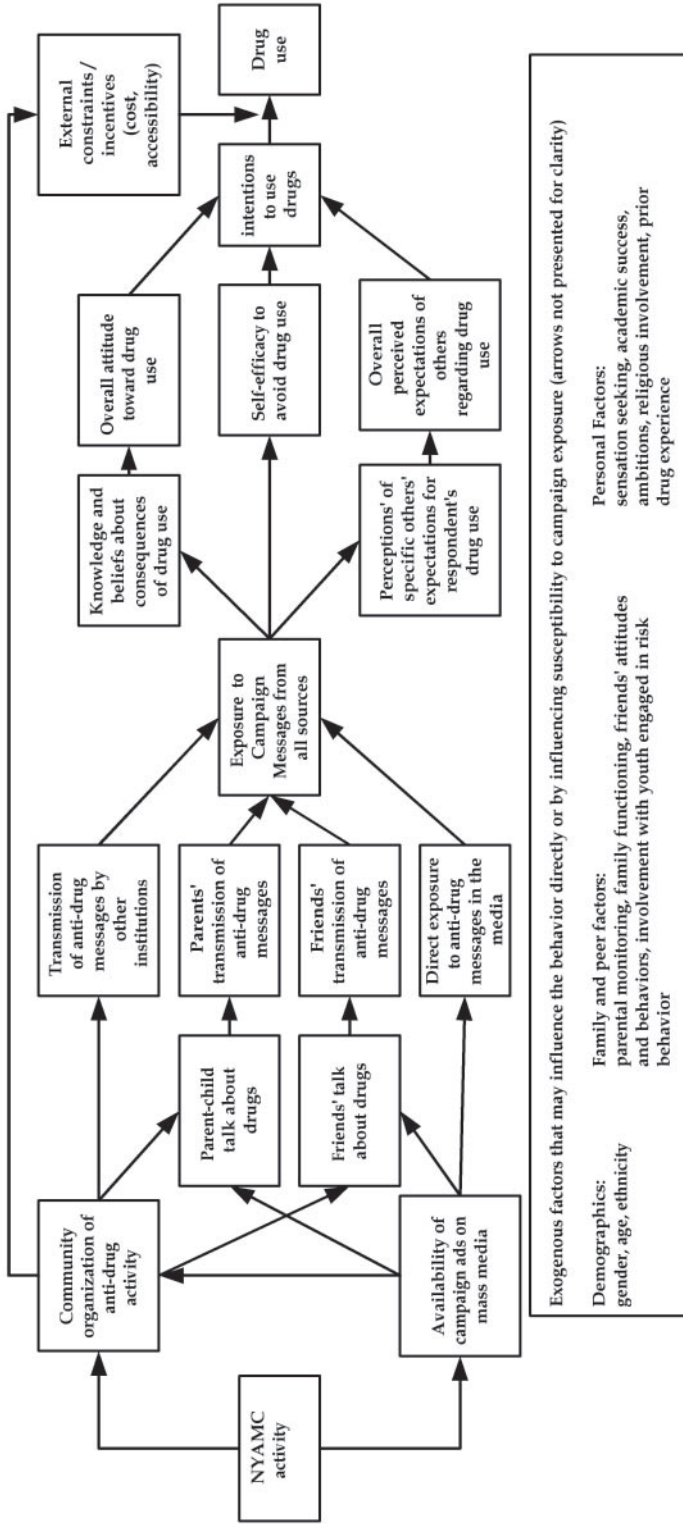 NYAMC
activity
Community
organization of
anti-drug
activity
Availability of
campaign ads on
mass media
Parent-child
talk about
drugs
Friends' talk
about drugs
Transmission
of anti-drug
messages by
other
institutions
Parents'
transmission of
anti-drug
messages
Friends'
transmission of
anti-drug
messages
Direct exposure
to anti-drug
messages in the
media
Exposure to
Campaign
Messages from
all sources
Knowledge and
beliefs about
consequences
of drug use
Overall attitude
toward drug
use
Self-efficacy to
avoid drug use
Perceptions' of
specific others'
expectations for
respondent's
drug use
Overall
perceived
expectations of
others
regarding drug
use
intentions
to use
drugs
External
constraints /
incentives
(cost,
accessibility)
Drug
use
Exogenous factors that may influence the behavior directly or by influencing susceptibility to campaign exposure (arrows not presented for clarity)
Demographics:
gender, age, ethnicity
Family and peer factors:
parental monitoring, family functioning, friends' attitudes
and behaviors, involvement with youth engaged in risk
behavior
Personal Factors:
sensation seeking, academic success,
ambitions, religious involvement, prior
drug experience